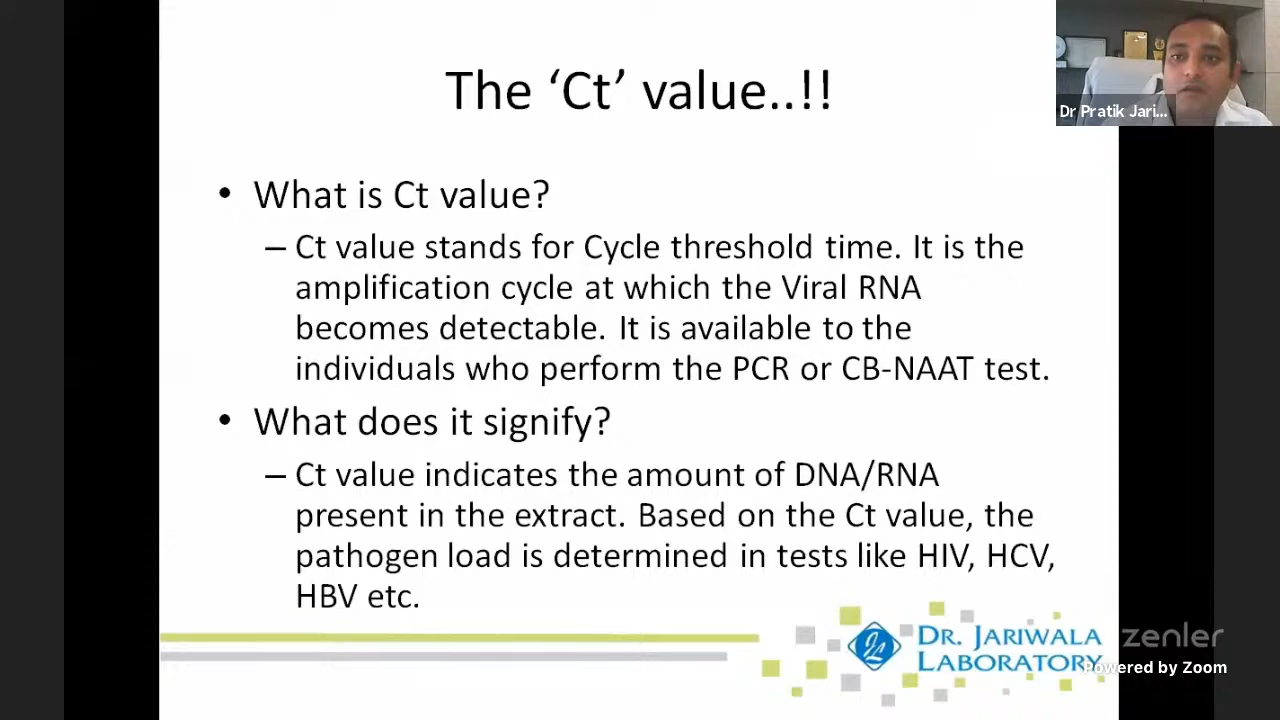 The ‘Ct’ value..!!
Dr Pratik Jari...
• What is Ct value?
– Ct value stands for Cycle threshold time. It is the
amplification cycle at which the Viral RNA
becomes detectable. It is available to the
individuals who perform the PCR or CB-NAAT test.
• What does it signify?
– Ct value indicates the amount of DNA/RNA
present in the extract. Based on the Ct value, the
pathogen load is determined in tests like HIV, HCV,
HBV etc.
DR. JARIWALA
LABORATORY
zenler
Powered by Zoom